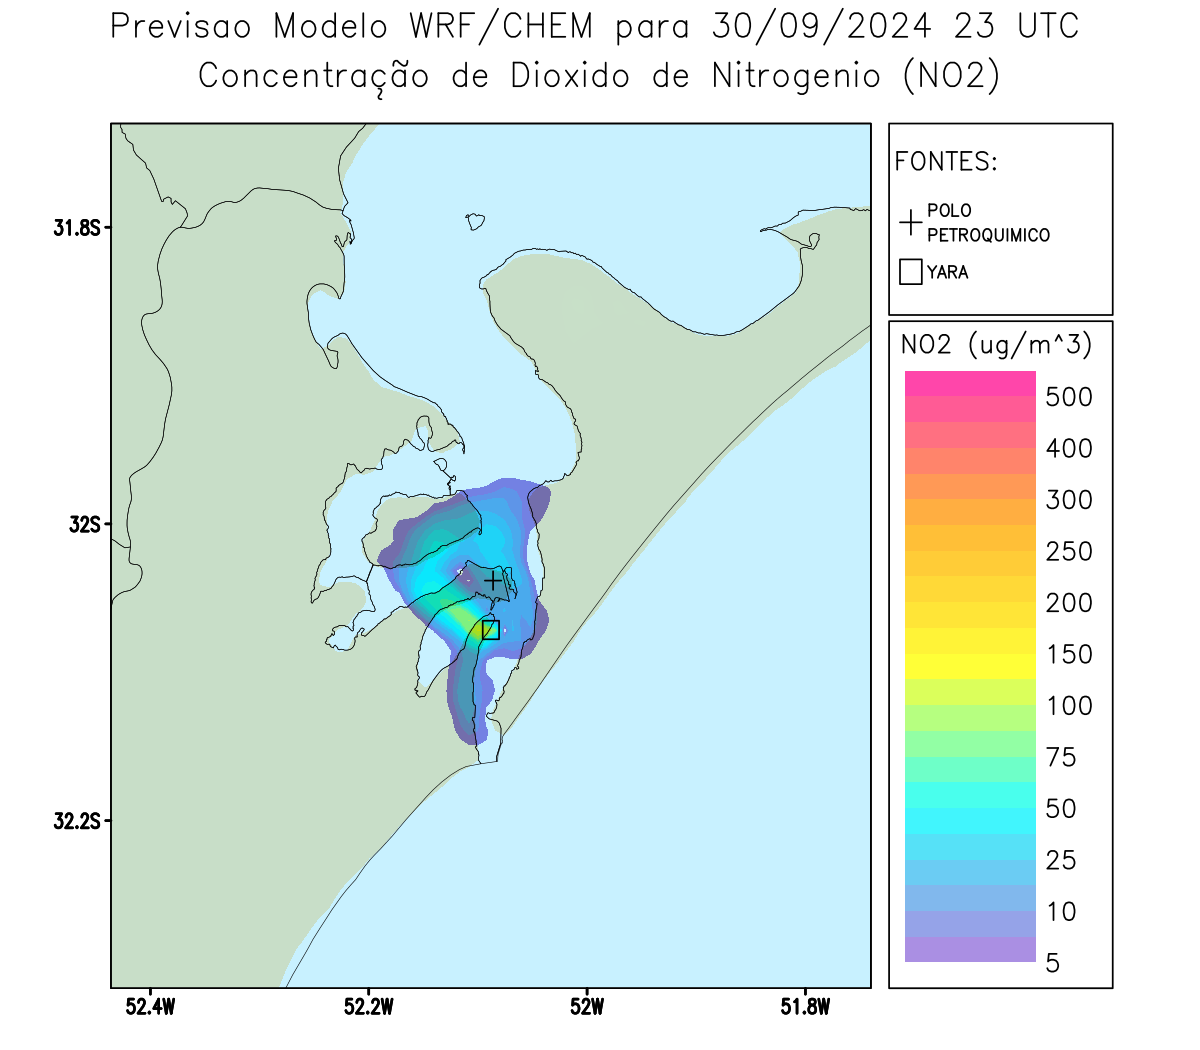 Previsao Modelo WRF/CHEM para 30/09/2024 23 UTC
Concentração de Dioxido de Nitrogenio (NO2)
FONTES:
POLO
PETROQUIMICO
YARA
NO2 (ug/m^3)
500
400
300
250
200
150
100
75
50
25
10
5
31.8S
32S
32.2S
52.4W
52.2W
52W
51.8W